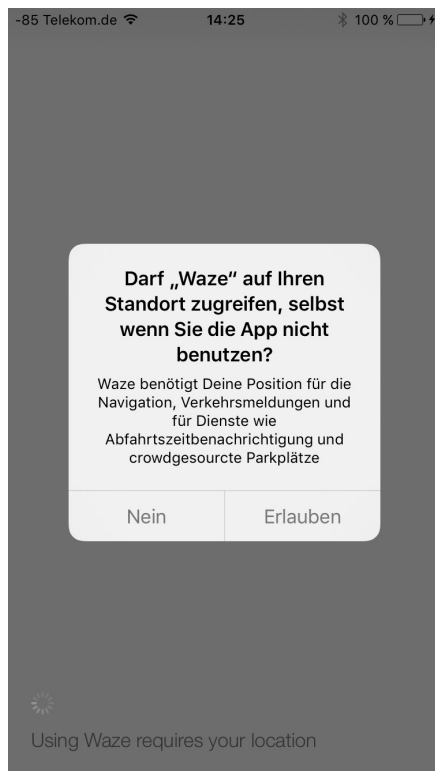 -85 Telekom.de 14:25 100 %
Darf „Waze“ auf Ihren
Standort zugreifen, selbst
wenn Sie die App nicht
benutzen?
Waze benötigt Deine Position für die
Navigation, Verkehrsmeldungen und
für Dienste wie
Abfahrtszeitbenachrichtigung und
crowdgesourcte Parkplätze
Nein Erlauben
Using Waze requires your location